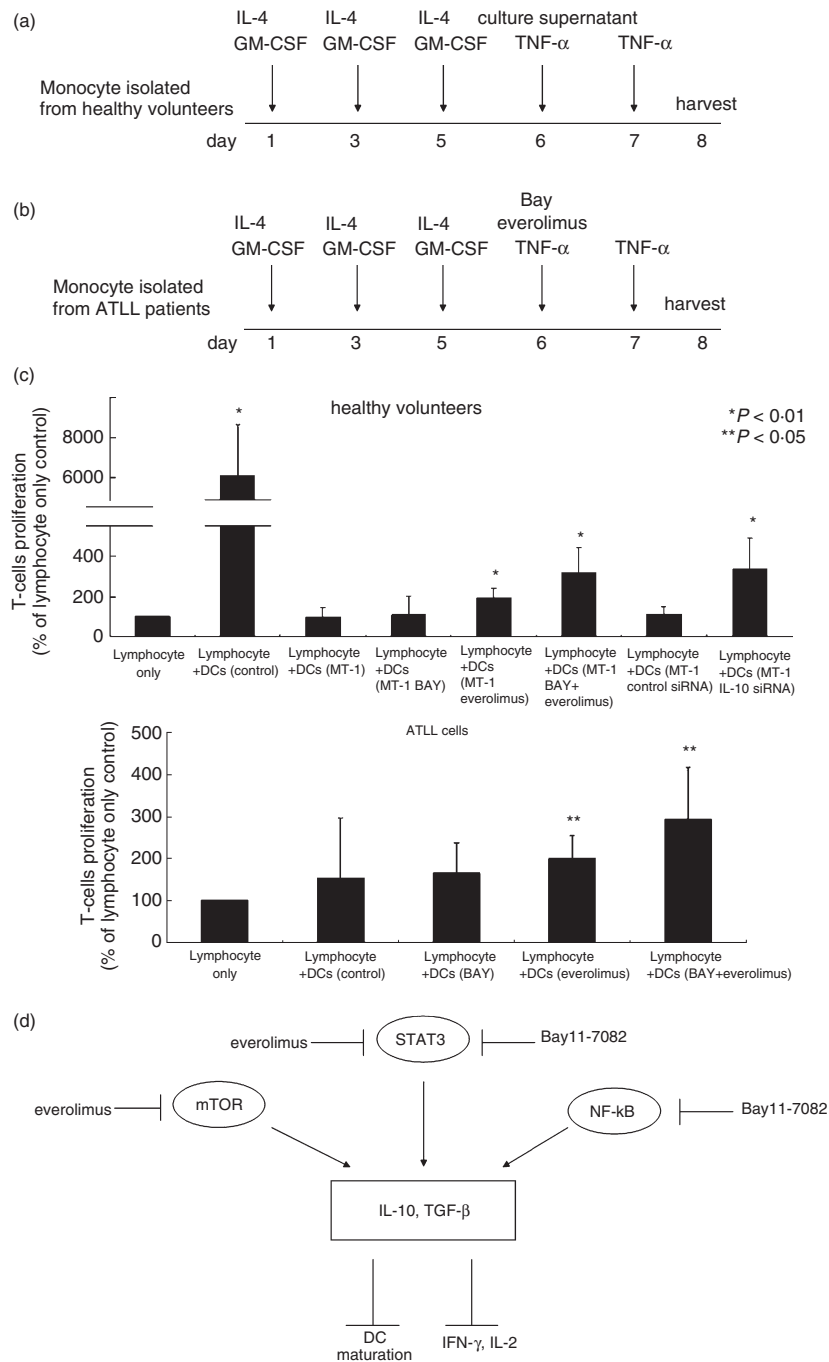 (a)
IL-4 IL-4 IL-4 culture supernatant
GM-CSF GM-CSF GM-CSF TNF-α TNF-α
Monocyte isolated
from healthy volunteers
harvest
day 1 3 5 6 7 8
(b)
Bay
IL-4 IL-4 IL-4 everolimus
GM-CSF GM-CSF GM-CSF TNF-α TNF-α
Monocyte isolated
from ATLL patients
harvest
day 1 3 5 6 7 8
(c)
healthy volunteers
*P < 0·01
**P < 0·05
T-cells proliferation
(% of lymphocyte only control)
8000
6000
400
200
0
* * * *
Lymphocyte
only
Lymphocyte
+DCs (control)
Lymphocyte
+DCs (MT-1)
Lymphocyte
+DCs
(MT-1 BAY)
Lymphocyte
+DCs
(MT-1
everolimus)
Lymphocyte
+DCs (MT-1
BAY+
everolimus)
Lymphocyte
+DCs (MT-1
control siRNA)
Lymphocyte
+DCs (MT-1
IL-10 siRNA)
ATLL cells
T-cells proliferation
(% of lymphocyte only control)
500
400
300
200
100
0
** **
Lymphocyte
only
Lymphocyte
+DCs (control)
Lymphocyte
+DCs (BAY)
Lymphocyte
+DCs (everolimus)
Lymphocyte
+DCs (BAY+everolimus)
(d)
everolimus STAT3 Bay11-7082
everolimus mTOR NF-kB Bay11-7082
IL-10, TGF-β
DC
maturation
IFN-γ, IL-2